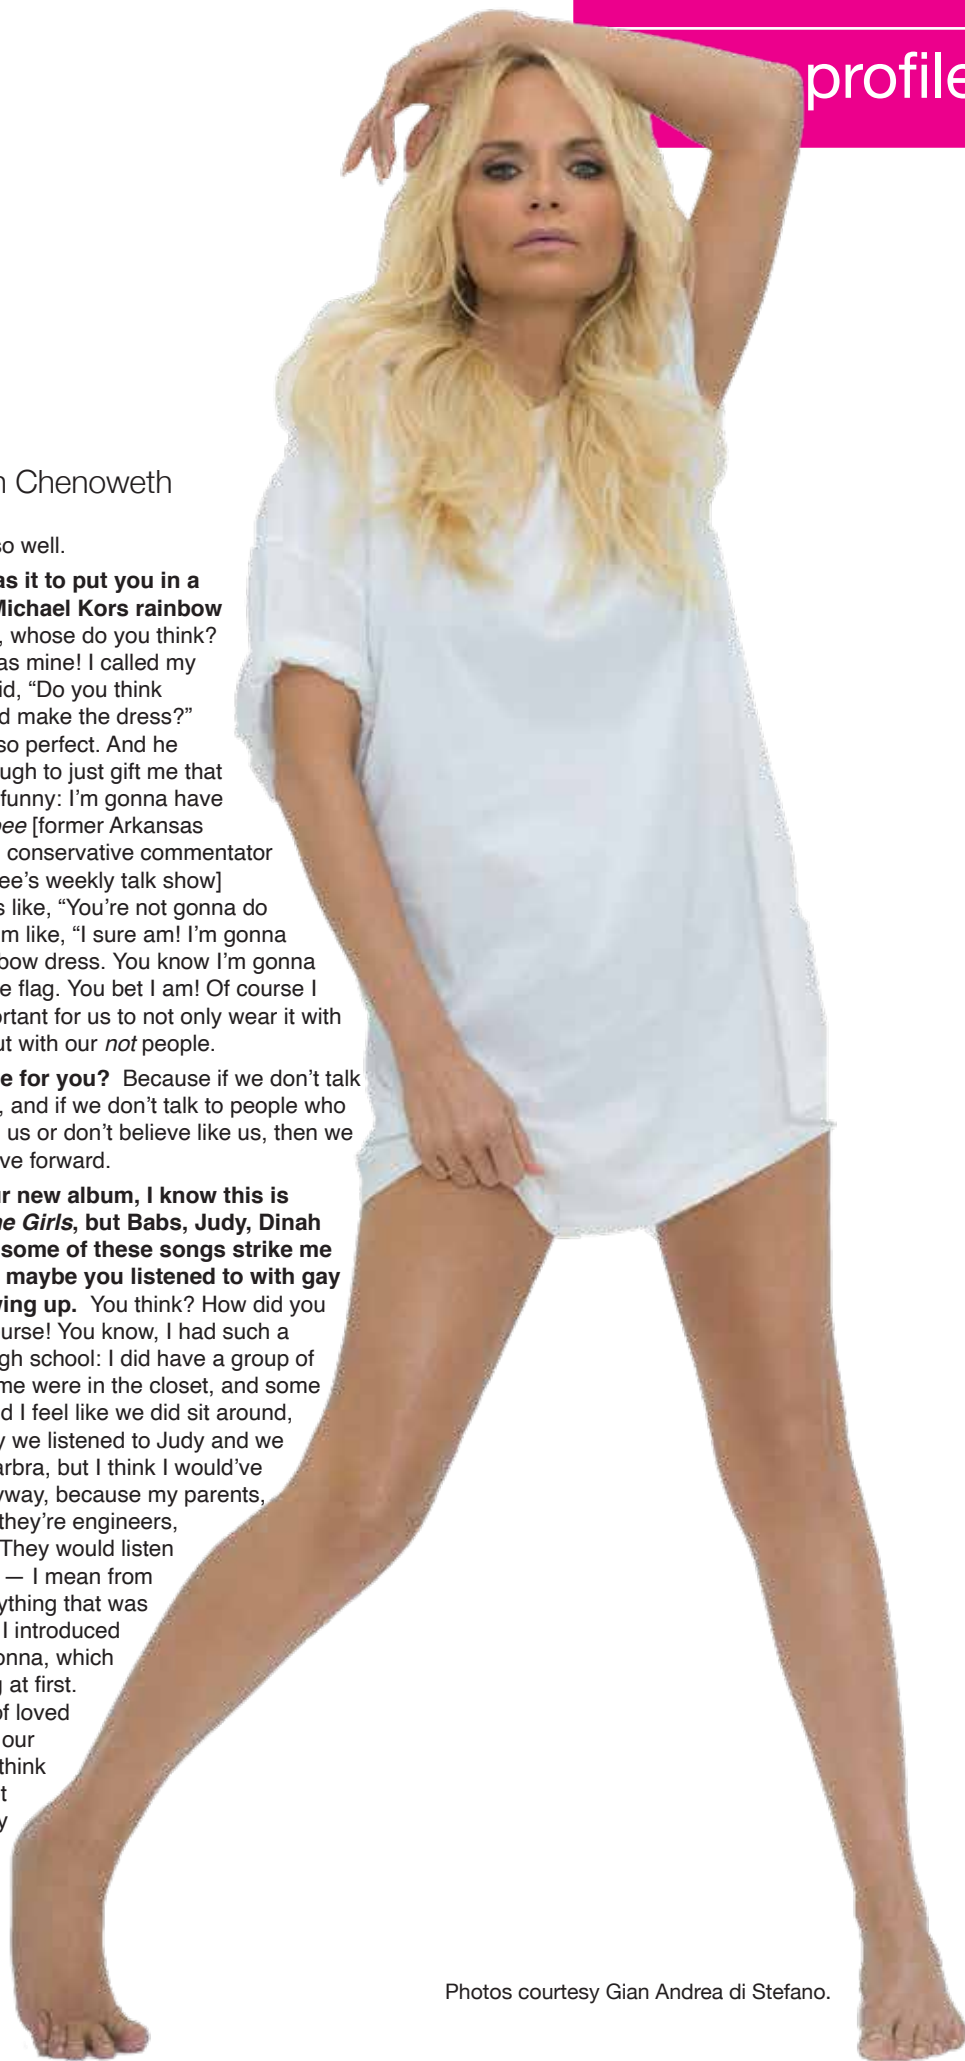 profile
n Chenoweth
so well.
as it to put you in a
Michael Kors rainbow
, whose do you think?
as mine! I called my
id, “Do you think
d make the dress?”
so perfect. And he
ugh to just gift me that
funny: I’m gonna have
bee [former Arkansas
conservative commentator
ee’s weekly talk show]
s like, “You’re not gonna do
’m like, “I sure am! I’m gonna
bow dress. You know I’m gonna
e flag. You bet I am! Of course I
ortant for us to not only wear it with
ut with our not people.
e for you? Because if we don’t talk
, and if we don’t talk to people who
us or don’t believe like us, then we
ve forward.
ur new album, I know this is
he Girls, but Babs, Judy, Dinah
some of these songs strike me
maybe you listened to with gay
wing up. You think? How did you
urse! You know, I had such a
gh school: I did have a group of
me were in the closet, and some
d I feel like we did sit around,
y we listened to Judy and we
arbra, but I think I would’ve
yway, because my parents,
they’re engineers,
They would listen
— I mean from
ything that was
I introduced
onna, which
g at first.
of loved
our
think
t
y
Photos courtesy Gian Andrea di Stefano.